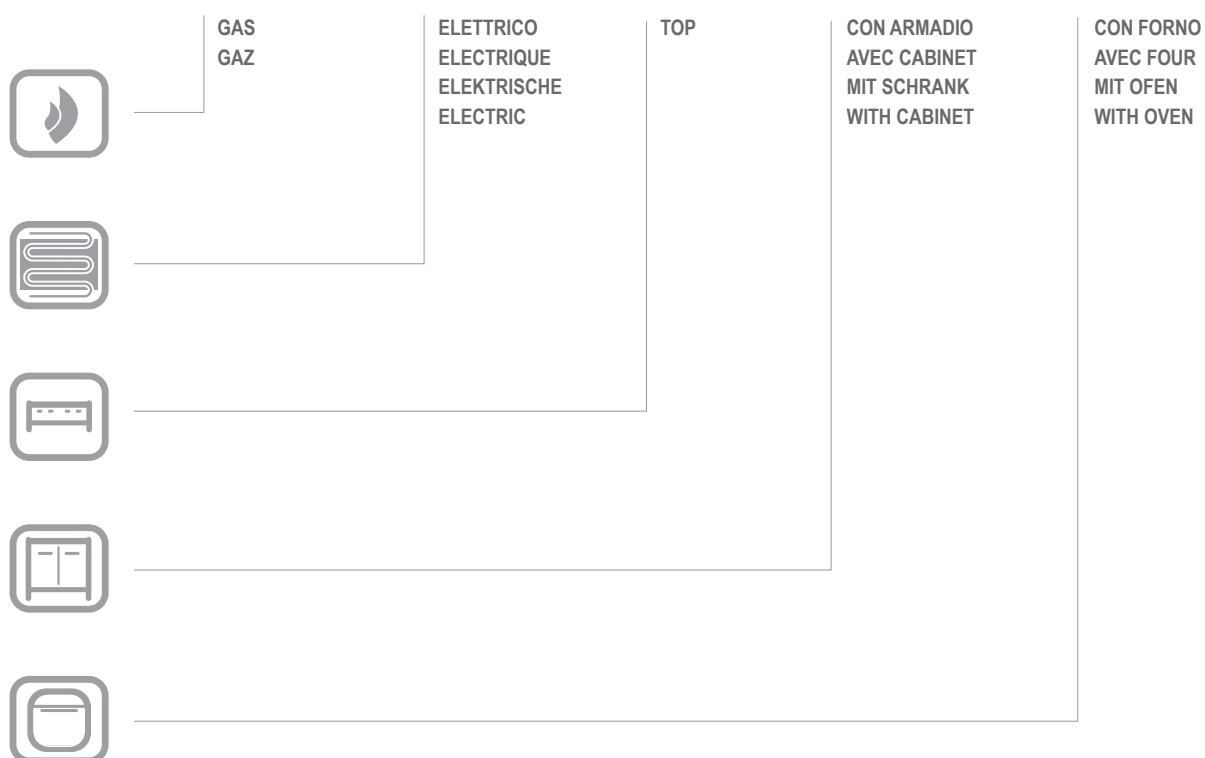 GAS
GAZ
ELETTRICO
ELECTRIQUE
ELEKTRISCHE
ELECTRIC
TOP
CON ARMADIO
AVEC CABINET
MIT SCHRANK
WITH CABINET
CON FORNO
AVEC FOUR
MIT OFEN
WITH OVEN